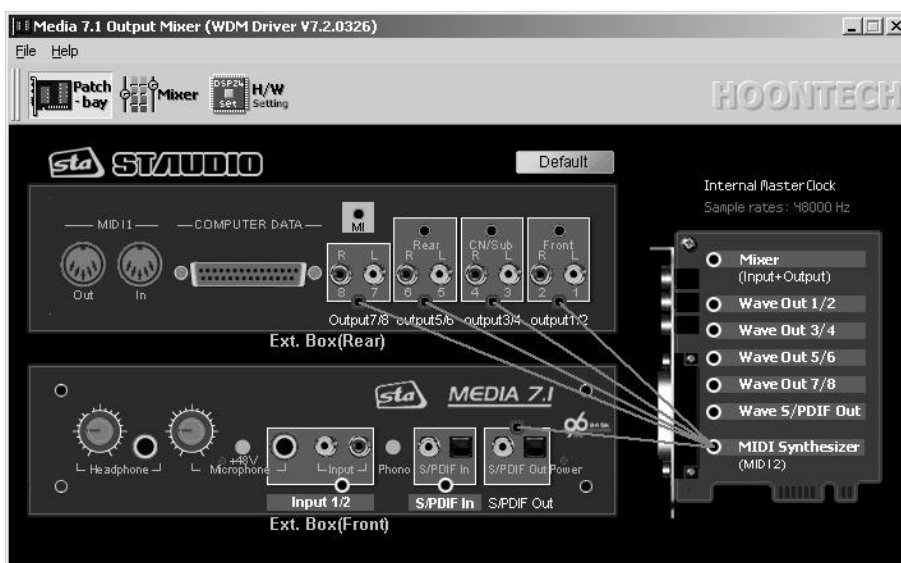 Media 7.1 Output Mixer (WDM Driver V7.2.0326)
File Help
Patch
-bay
Mixer
DSP24
set
H/W
Setting
HOONTECH
sta ST/AUDIO
Default
Internal MasterClock
Sample rates: 48000 Hz
MIDI1
COMPUTER DATA
MI
Rear
CN/Sub
Front
R L R L R L R L
8 7 6 5 4 3 2 1
Out
In
Output7/8 output5/6 output3/4 output1/2
Ext. Box(Rear)
Mixer
(Input+Output)
Wave Out 1/2
Wave Out 3/4
Wave Out 5/6
Wave Out 7/8
Wave S/PDIF Out
MIDI Synthesizer
(MIDI2)
sta MEDIA 7.1
96
Headphone
+48V
Microphone
Input
Phono
S/PDIF In
S/PDIF Out
Power
Input 1/2
S/PDIF In
S/PDIF Out
Ext. Box(Front)